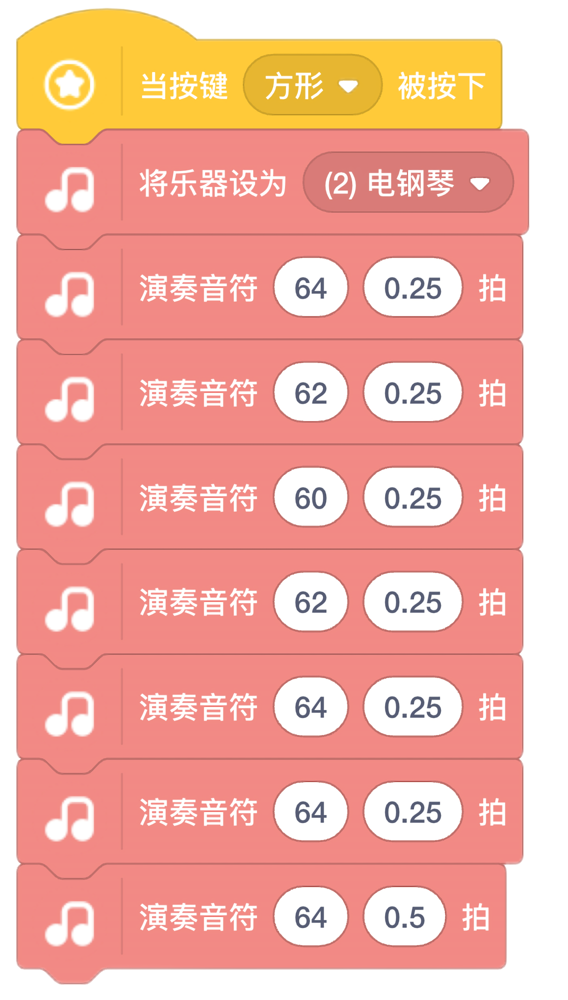 当按键 方形 被按下
将乐器设为 (2) 电钢琴
演奏音符 64 0.25 拍
演奏音符 62 0.25 拍
演奏音符 60 0.25 拍
演奏音符 62 0.25 拍
演奏音符 64 0.25 拍
演奏音符 64 0.25 拍
演奏音符 64 0.5 拍